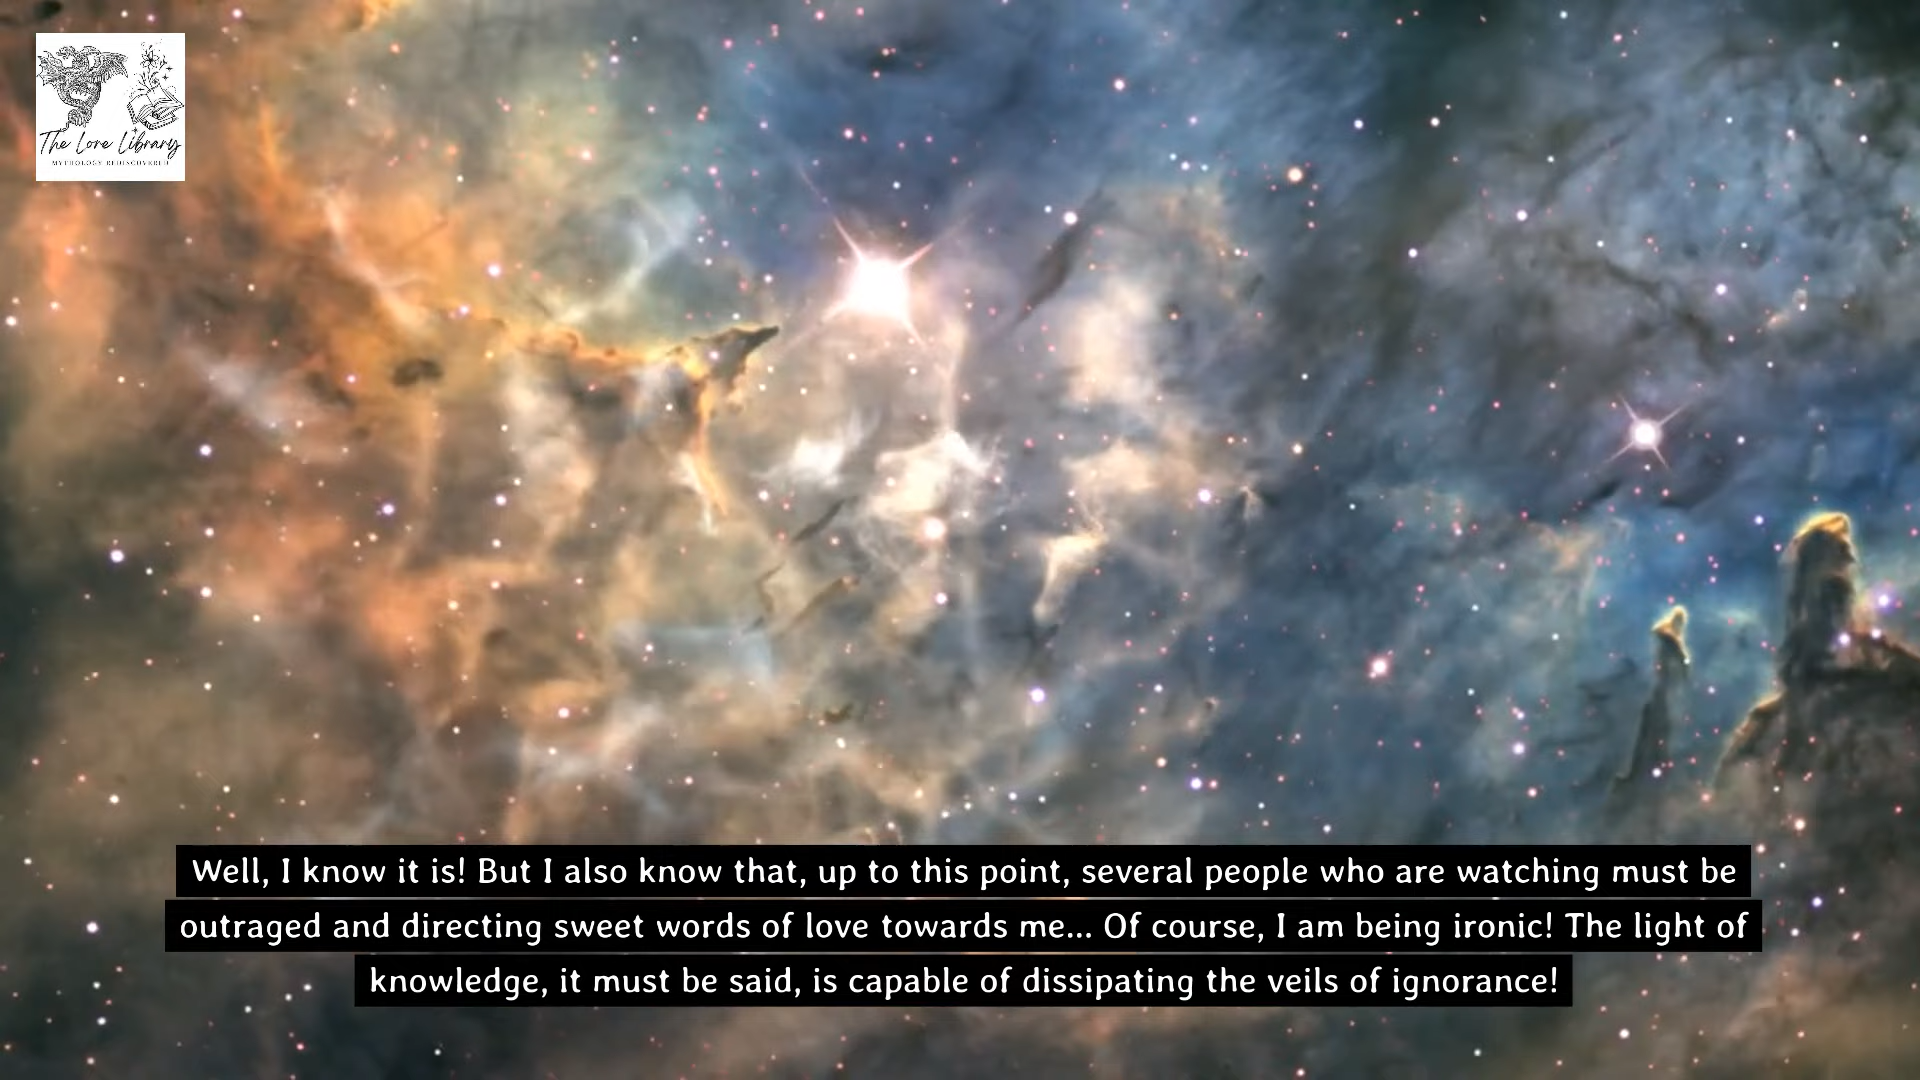 The Lore Library
MYTHOLOGY REDISCOVERED
Well, I know it is! But I also know that, up to this point, several people who are watching must be
outraged and directing sweet words of love towards me... Of course, I am being ironic! The light of
knowledge, it must be said, is capable of dissipating the veils of ignorance!